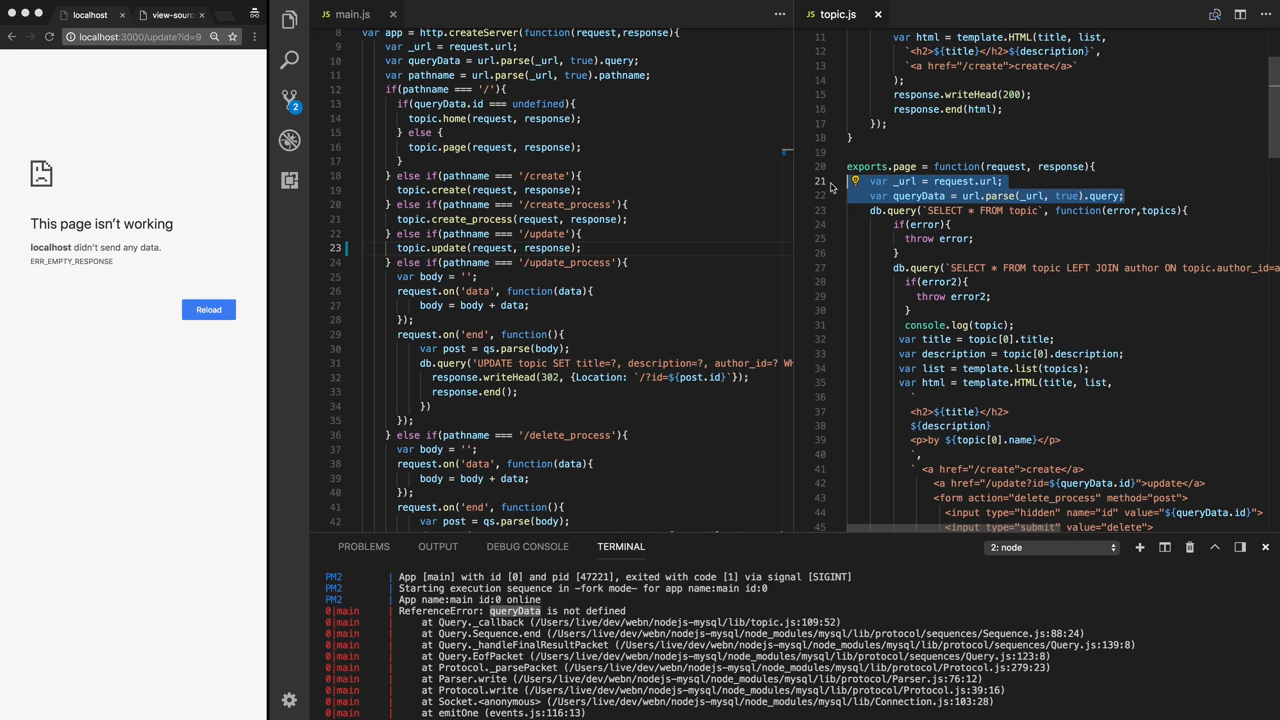 localhost
view-sourc
localhost:3000/update?id=9
This page isn't working
localhost didn't send any data.
ERR_EMPTY_RESPONSE
Reload
2
main.js
8 var app = http.createServer(function(request,response){
9 var _url = request.url;
10 var queryData = url.parse(_url, true).query;
11 var pathname = url.parse(_url, true).pathname;
12 if(pathname === '/'){
13 if(queryData.id === undefined){
14 topic.home(request, response);
15 } else {
16 topic.page(request, response);
17 }
18 } else if(pathname === '/create'){
19 topic.create(request, response);
20 } else if(pathname === '/create_process'){
21 topic.create_process(request, response);
22 } else if(pathname === '/update'){
23 topic.update(request, response);
24 } else if(pathname === '/update_process'){
25 var body = '';
26 request.on('data', function(data){
27 body = body + data;
28 });
29 request.on('end', function(){
30 var post = qs.parse(body);
31 db.query('UPDATE topic SET title=?, description=?, author_id=? WH
32 response.writeHead(302, {Location: `/?id=${post.id}`});
33 response.end();
34 })
35 });
36 } else if(pathname === '/delete_process'){
37 var body = '';
38 request.on('data', function(data){
39 body = body + data;
40 });
41 request.on('end', function(){
42 var post = qs.parse(body);
topic.js
11 var html = template.HTML(title, list,
12 `<h2>${title}</h2>${description}`,
13 `<a href="/create">create</a>`
14 );
15 response.writeHead(200);
16 response.end(html);
17 });
18 }
19
20 exports.page = function(request, response){
21 var _url = request.url;
22 var queryData = url.parse(_url, true).query;
23 db.query(`SELECT * FROM topic`, function(error,topics){
24 if(error){
25 throw error;
26 }
27 db.query(`SELECT * FROM topic LEFT JOIN author ON topic.author_id=a
28 if(error2){
29 throw error2;
30 }
31 console.log(topic);
32 var title = topic[0].title;
33 var description = topic[0].description;
34 var list = template.list(topics);
35 var html = template.HTML(title, list,
36 `
37 <h2>${title}</h2>
38 ${description}
39 <p>by ${topic[0].name}</p>
40 `,
41 ` <a href="/create">create</a>
42 <a href="/update?id=${queryData.id}">update</a>
43 <form action="delete_process" method="post">
44 <input type="hidden" name="id" value="${queryData.id}">
45 <input type="submit" value="delete">
PROBLEMS OUTPUT DEBUG CONSOLE TERMINAL 2: node
PM2 | App [main] with id [0] and pid [47221], exited with code [1] via signal [SIGINT]
PM2 | Starting execution sequence in -fork mode- for app name:main id:0
PM2 | App name:main id:0 online
0|main | ReferenceError: queryData is not defined
0|main | at Query._callback (/Users/live/dev/webn/nodejs-mysql/lib/topic.js:109:52)
0|main | at Query.Sequence.end (/Users/live/dev/webn/nodejs-mysql/node_modules/mysql/lib/protocol/sequences/Sequence.js:88:24)
0|main | at Query._handleFinalResultPacket (/Users/live/dev/webn/nodejs-mysql/node_modules/mysql/lib/protocol/sequences/Query.js:139:8)
0|main | at Query.EofPacket (/Users/live/dev/webn/nodejs-mysql/node_modules/mysql/lib/protocol/sequences/Query.js:123:8)
0|main | at Protocol._parsePacket (/Users/live/dev/webn/nodejs-mysql/node_modules/mysql/lib/protocol/Protocol.js:279:23)
0|main | at Parser.write (/Users/live/dev/webn/nodejs-mysql/node_modules/mysql/lib/protocol/Parser.js:76:12)
0|main | at Protocol.write (/Users/live/dev/webn/nodejs-mysql/node_modules/mysql/lib/protocol/Protocol.js:39:16)
0|main | at Socket.<anonymous> (/Users/live/dev/webn/nodejs-mysql/node_modules/mysql/lib/Connection.js:103:28)
0|main | at emitOne (events.js:116:13)